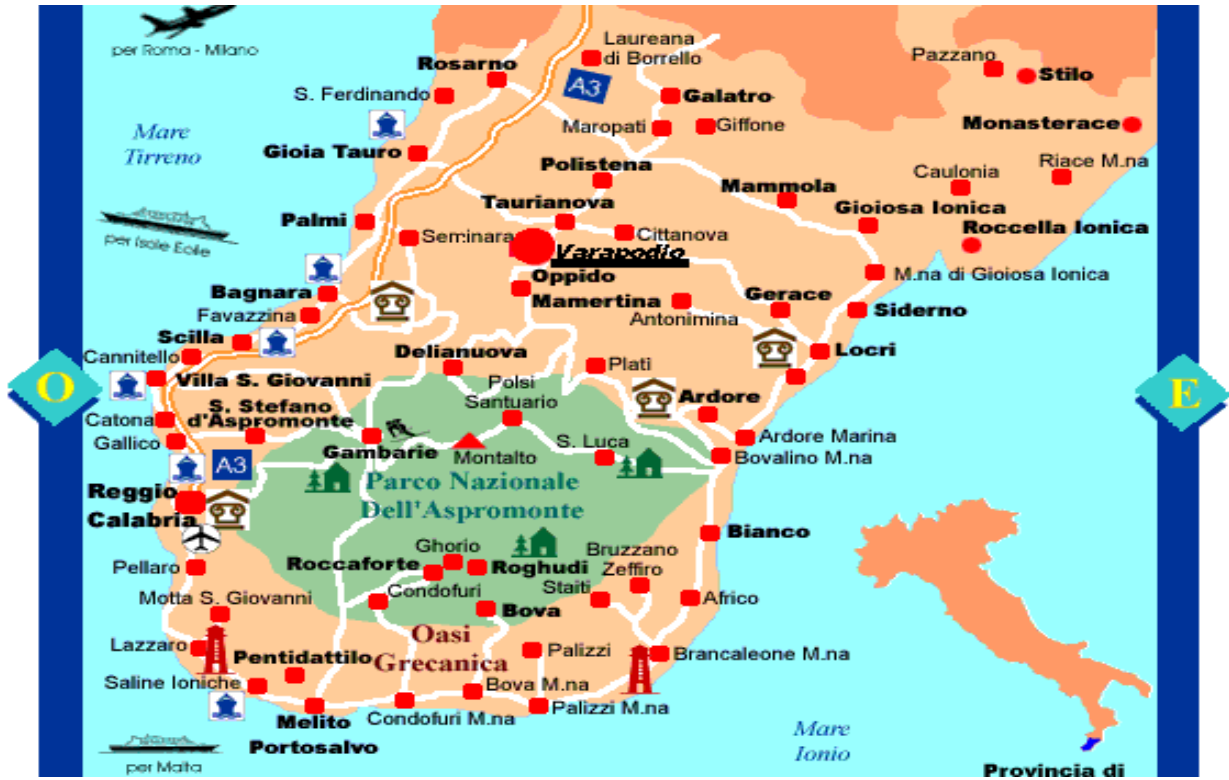 per Roma - Milano
Laureana
di Borrello
Pazzano
Stilo
Rosarno
A3
S. Ferdinando
Galatro
Mare
Tirreno
Maropati
Giffone
Monasterace
Gioia Tauro
Polistena
Riace M.na
Caulonia
Mammola
Taurianova
Gioiosa Ionica
Palmi
Seminara
Cittanova
Roccella Ionica
per Isole Eolie
Varapodio
Oppido
Mamertina
M.na di Gioiosa Ionica
Bagnara
Favazzina
Antonimina
Gerace
Siderno
Scilla
Cannitello
Delianuova
Plati
Locri
O
Villa S. Giovanni
Polsi
Santuario
Ardore
E
Catona
S. Stefano
d'Aspromonte
Gallico
Gambarie
Montalto
S. Luca
Ardore Marina
Bovalino M.na
A3
Parco Nazionale
Dell'Aspromonte
Reggio
Calabria
Bianco
Ghorio
Bruzzano
Zeffiro
Pellaro
Roccaforte
Roghudi
Condofuri
Staiti
Africo
Motta S. Giovanni
Bova
Oasi
Grecanica
Lazzaro
Pentidattilo
Palizzi
Brancaleone M.na
Saline Ioniche
Bova M.na
Melito
Portosalvo
Condofuri M.na
Palizzi M.na
Mare
Ionio
per Malta
Provincia di